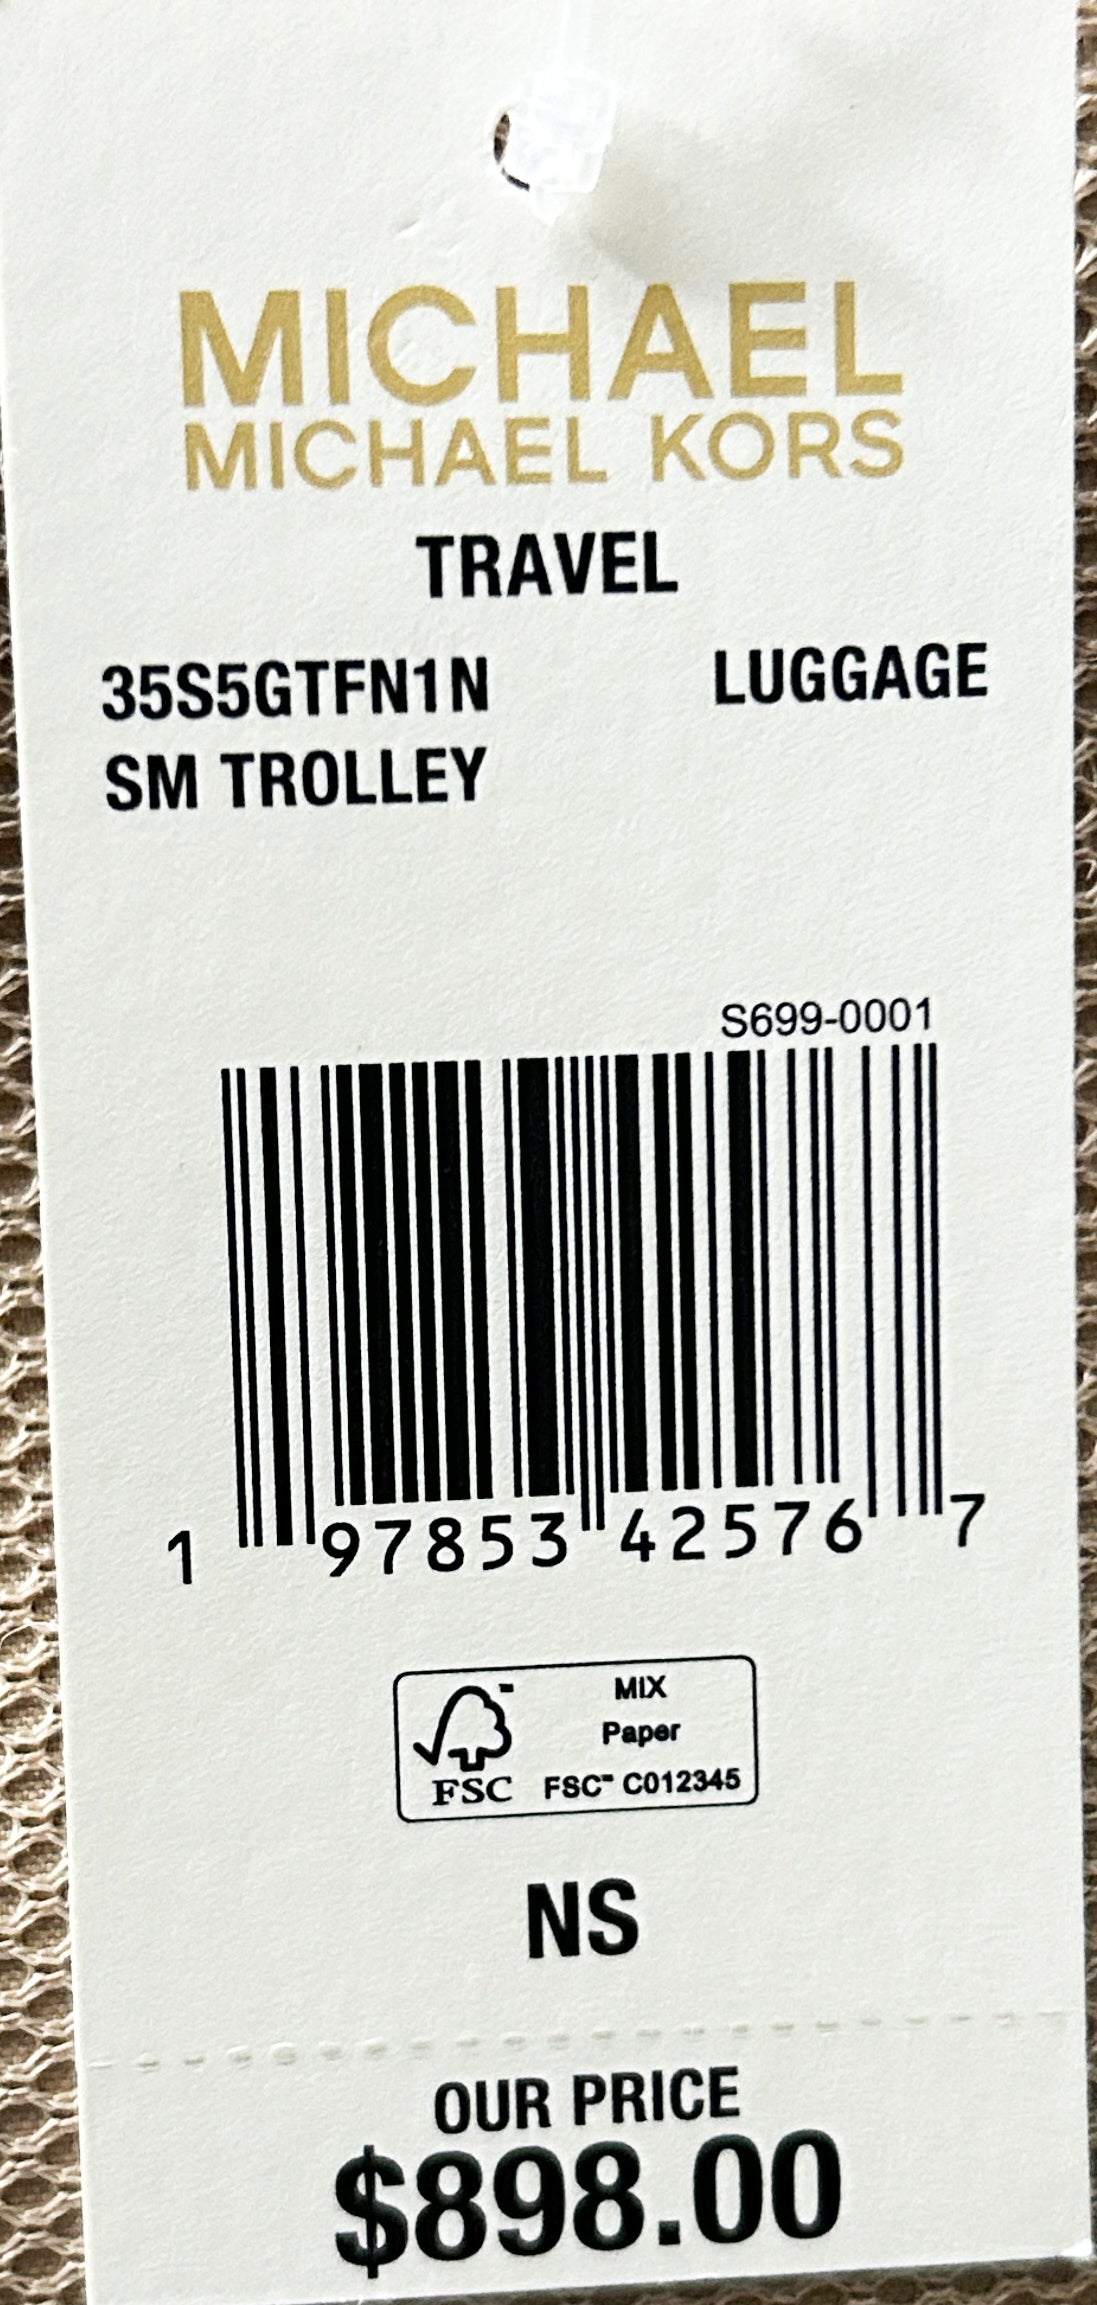 MICHAEL
MICHAEL KORS
TRAVEL
35S5GTFN1N LUGGAGE
SM TROLLEY
S699-0001
1 97853 42576 7
MIX
Paper
FSC FSC™ C012345
NS
OUR PRICE
$898.00